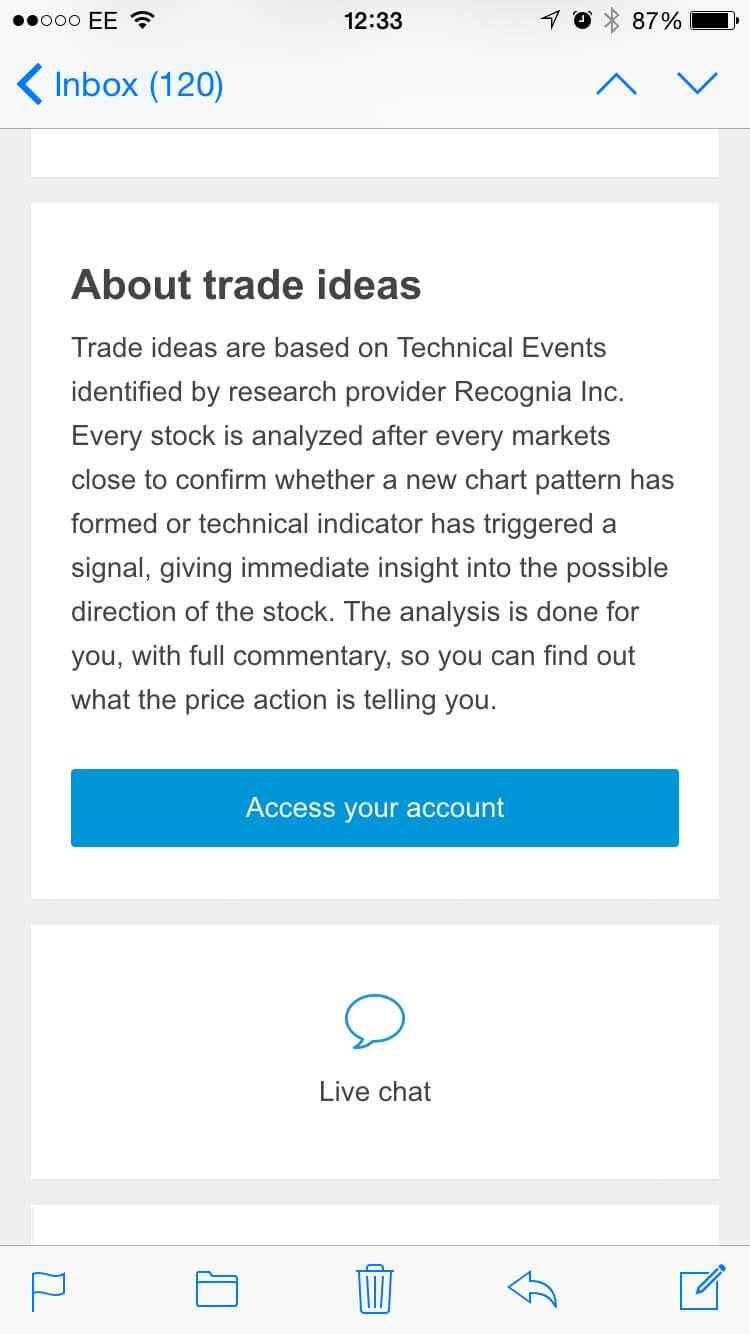 EE 12:33 87%
Inbox (120)
About trade ideas
Trade ideas are based on Technical Events
identified by research provider Recognia Inc.
Every stock is analyzed after every markets
close to confirm whether a new chart pattern has
formed or technical indicator has triggered a
signal, giving immediate insight into the possible
direction of the stock. The analysis is done for
you, with full commentary, so you can find out
what the price action is telling you.
Access your account
Live chat